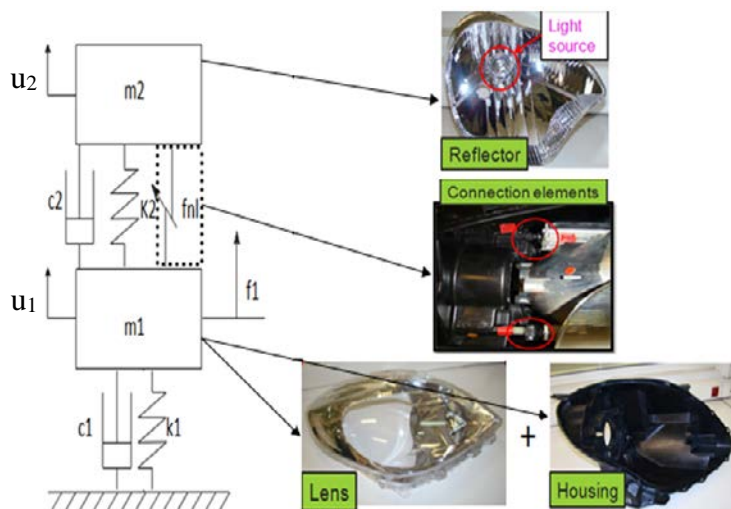 u2
m2
c2
K2
fnl
u1
m1
f1
c1
k1
Light
source
Reflector
Connection elements
Lens
+
Housing